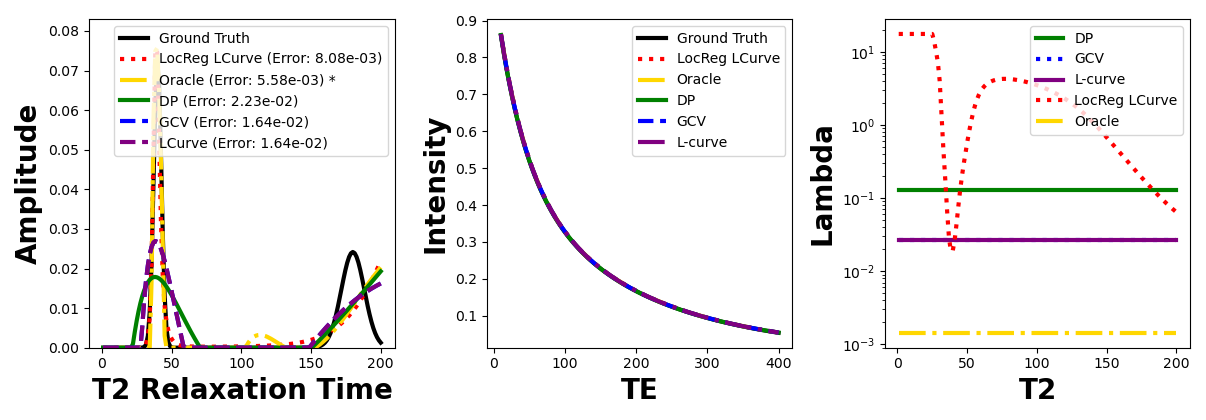 0.08
0.07
0.06
0.05
0.04
0.03
0.02
0.01
0.00
Amplitude
Ground Truth
LocReg LCurve (Error: 8.08e-03)
Oracle (Error: 5.58e-03) *
DP (Error: 2.23e-02)
GCV (Error: 1.64e-02)
LCurve (Error: 1.64e-02)
0 50 100 150 200
T2 Relaxation Time
0.9
0.8
0.7
0.6
0.5
0.4
0.3
0.2
0.1
Intensity
Ground Truth
LocReg LCurve
Oracle
DP
GCV
L-curve
0 100 200 300 400
TE
10¹
10⁰
10⁻¹
10⁻²
10⁻³
Lambda
DP
GCV
L-curve
LocReg LCurve
Oracle
0 50 100 150 200
T2